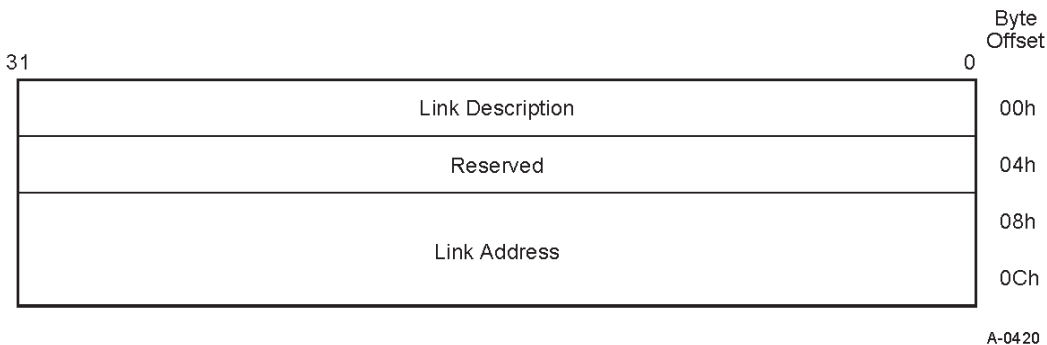 Byte
Offset
31 0
Link Description 00h
Reserved 04h
08h
Link Address
0Ch
A-0420